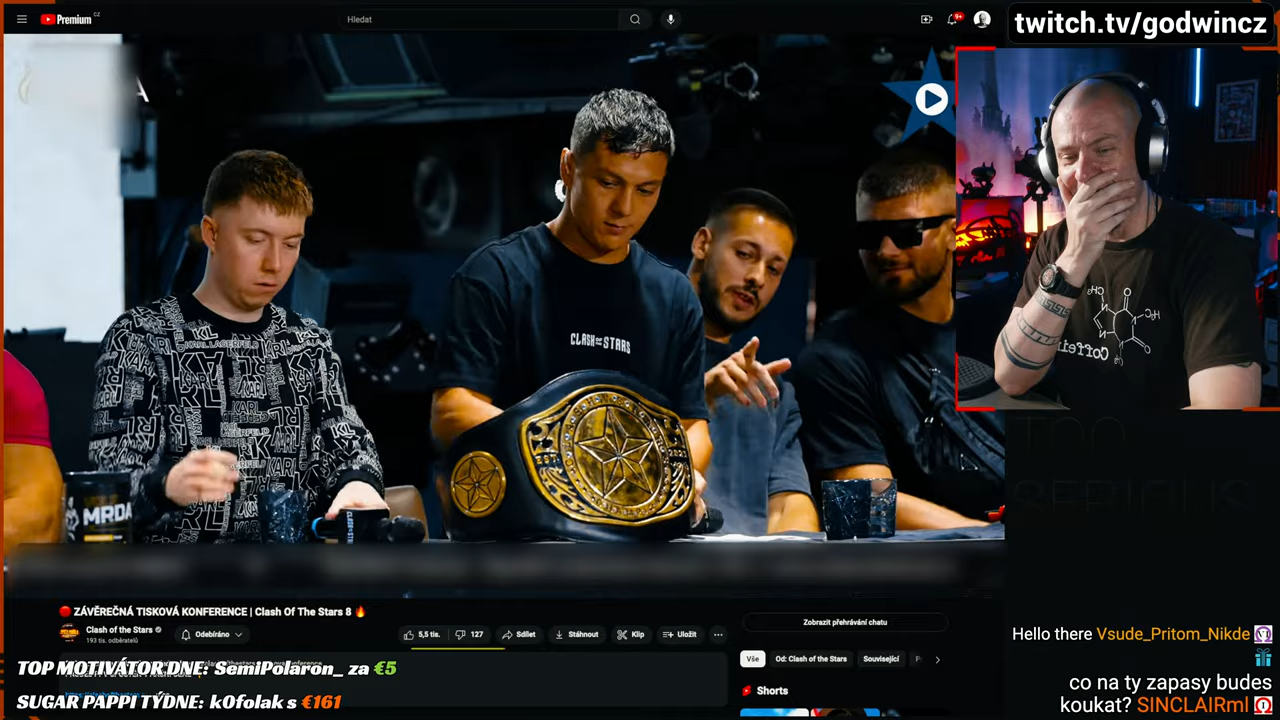 Premium CZ
Hledat
9+
twitch.tv/godwincz
CLASH OF STARS
MRDA
KARL LAGERFELD
🔴 ZÁVĚREČNÁ TISKOVÁ KONFERENCE | Clash Of The Stars 8 🔥
Clash of the Stars
193 tis. odběratelů
Odebíráno
5,5 tis.
127
Sdílet
Stáhnout
Klip
Uložit
Zobrazit přehrávání chatu
Vše
Od: Clash of the Stars
Související
Shorts
TOP MOTIVÁTOR DNE: SemiPolaron_ za €5
SUGAR PAPPI TÝDNE: k0folak s €161
Hello there Vsude_Pritom_Nikde
co na ty zapasy budes
koukat? SINCLAIRml